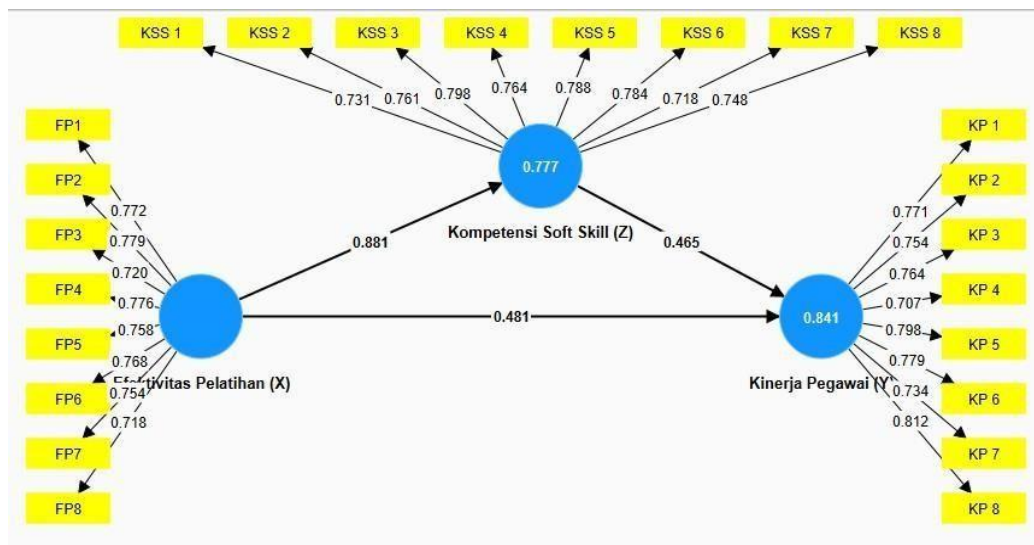 KSS 1 KSS 2 KSS 3 KSS 4 KSS 5 KSS 6 KSS 7 KSS 8
0.731 0.761 0.798 0.764 0.788 0.784 0.718 0.748
FP1
FP2
FP3
FP4
FP5
FP6
FP7
FP8
0.772
0.779
0.720
0.776
0.758
0.768
0.754
0.718
Efektivitas Pelatihan (X)
0.881
0.777
Kompetensi Soft Skill (Z)
0.465
0.481
0.841
Kinerja Pegawai (Y)
0.771
0.754
0.764
0.707
0.798
0.779
0.734
0.812
KP 1
KP 2
KP 3
KP 4
KP 5
KP 6
KP 7
KP 8